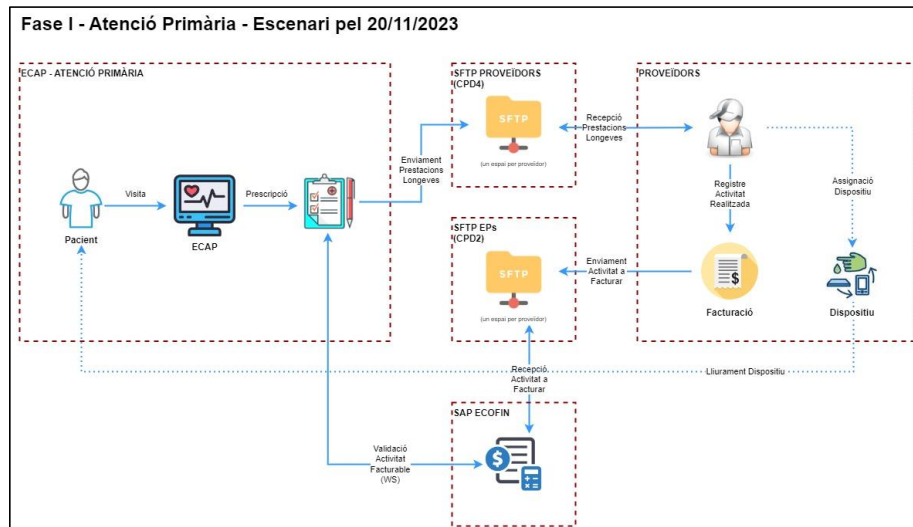 Fase I - Atenció Primària - Escenari pel 20/11/2023
ECAP - ATENCIÓ PRIMÀRIA
SFTP PROVEÏDORS
(CPD4)
PROVEÏDORS
SFTP
(un espai per proveïdor)
Recepció
Prestacions
Longeves
Enviament
Prestacions
Longeves
Visita
Prescripció
Pacient
ECAP
Registre
Activitat
Realitzada
Assignació
Dispositiu
SFTP EPs
(CPD2)
SFTP
(un espai per proveïdor)
Enviament
Activitat a
Facturar
$
Facturació
Dispositiu
Recepció
Activitat a
Facturar
Lliurament Dispositiu
SAP ECOFIN
$
Validació
Activitat
Facturable
(WS)